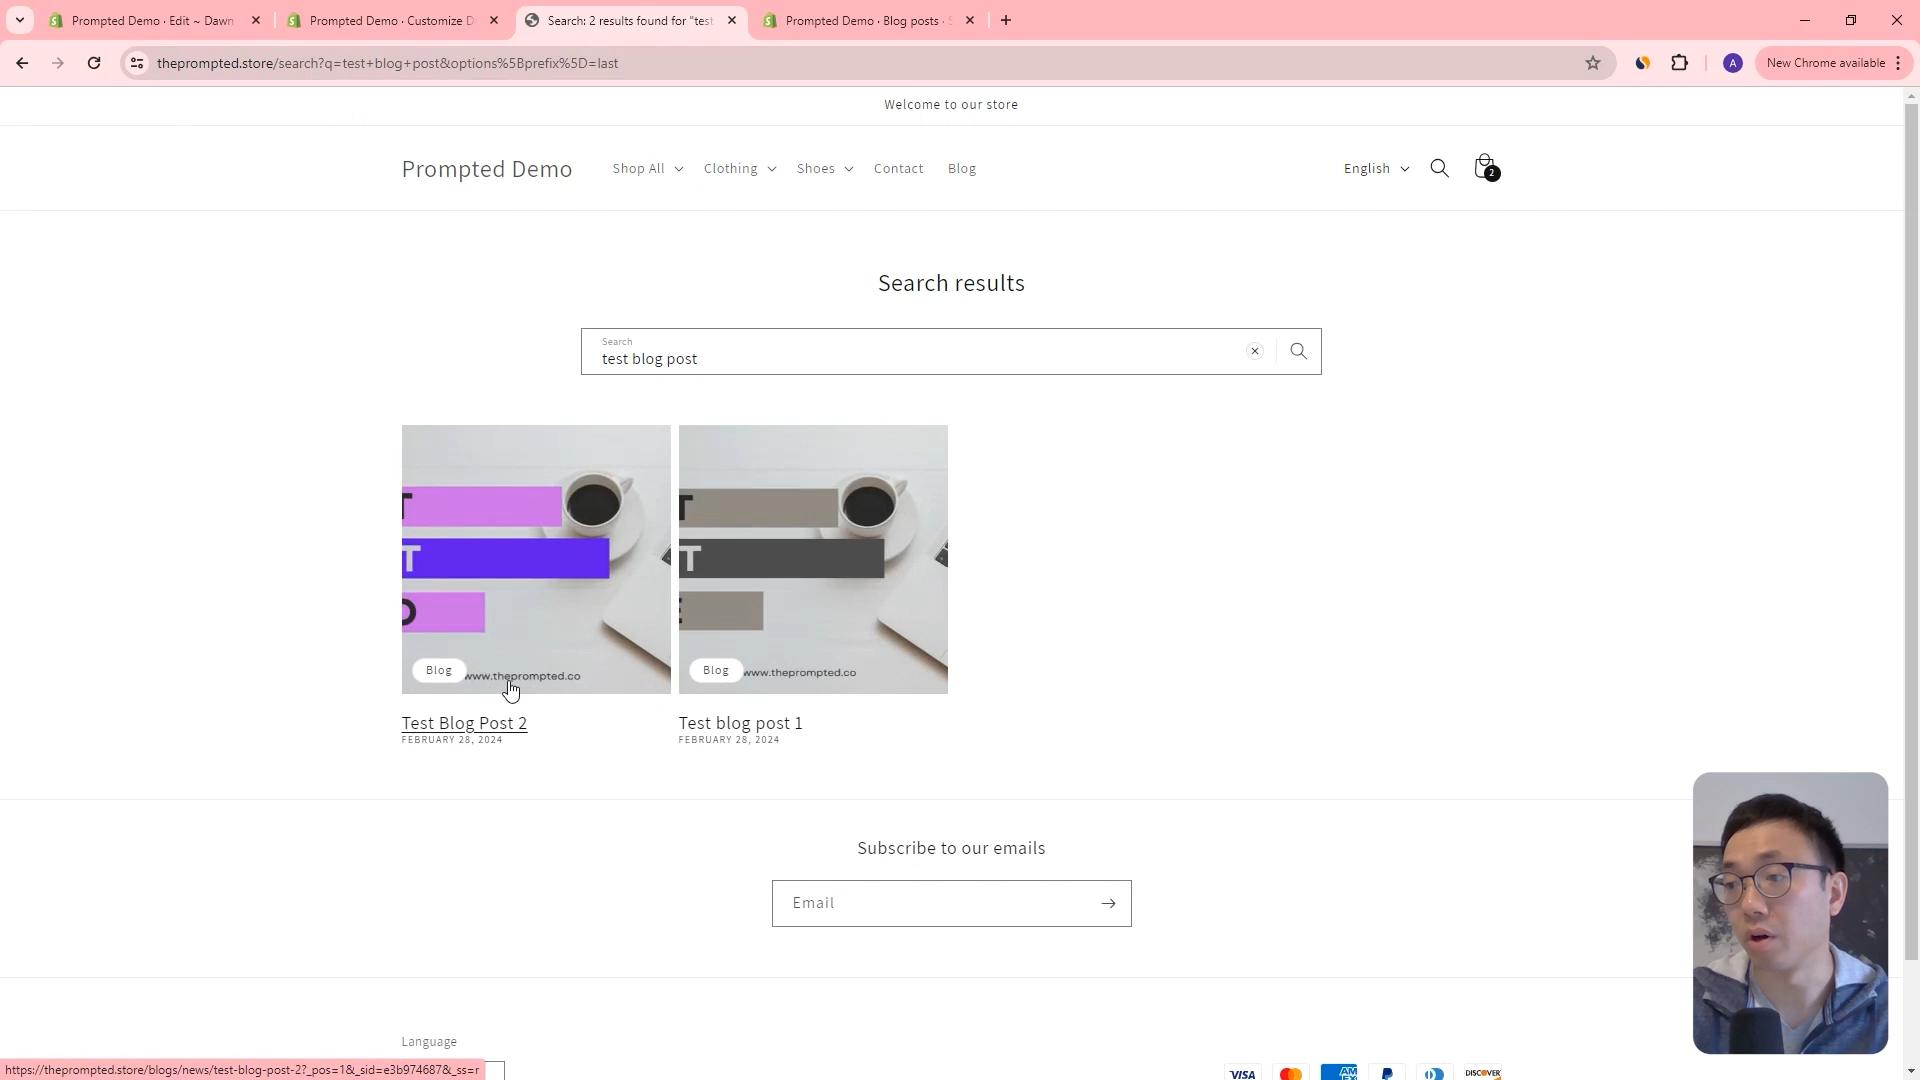 Prompted Demo · Edit ~ Dawn
Prompted Demo · Customize D
Search: 2 results found for "test
Prompted Demo · Blog posts · S
theprompted.store/search?q=test+blog+post&options%5Bprefix%5D=last
A
New Chrome available
Welcome to our store
Prompted Demo
Shop All
Clothing
Shoes
Contact
Blog
English
2
Search results
Search
test blog post
T
T
O
Blog
www.theprompted.co
T
T
E
Blog
www.theprompted.co
Test Blog Post 2
FEBRUARY 28, 2024
Test blog post 1
FEBRUARY 28, 2024
Subscribe to our emails
Email
Language
https://theprompted.store/blogs/news/test-blog-post-2?_pos=1&_sid=e3b974687&_ss=r
VISA
AM
DISCOVER